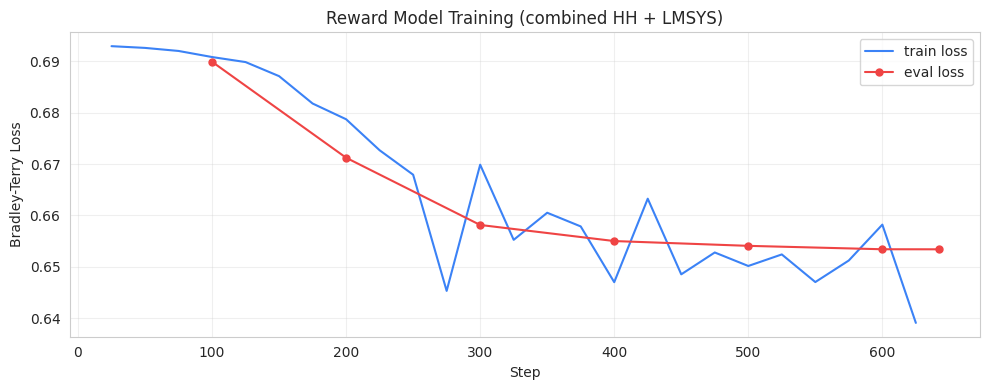 Reward Model Training (combined HH + LMSYS)
train loss
eval loss
Bradley-Terry Loss
0.69
0.68
0.67
0.66
0.65
0.64
0 100 200 300 400 500 600
Step